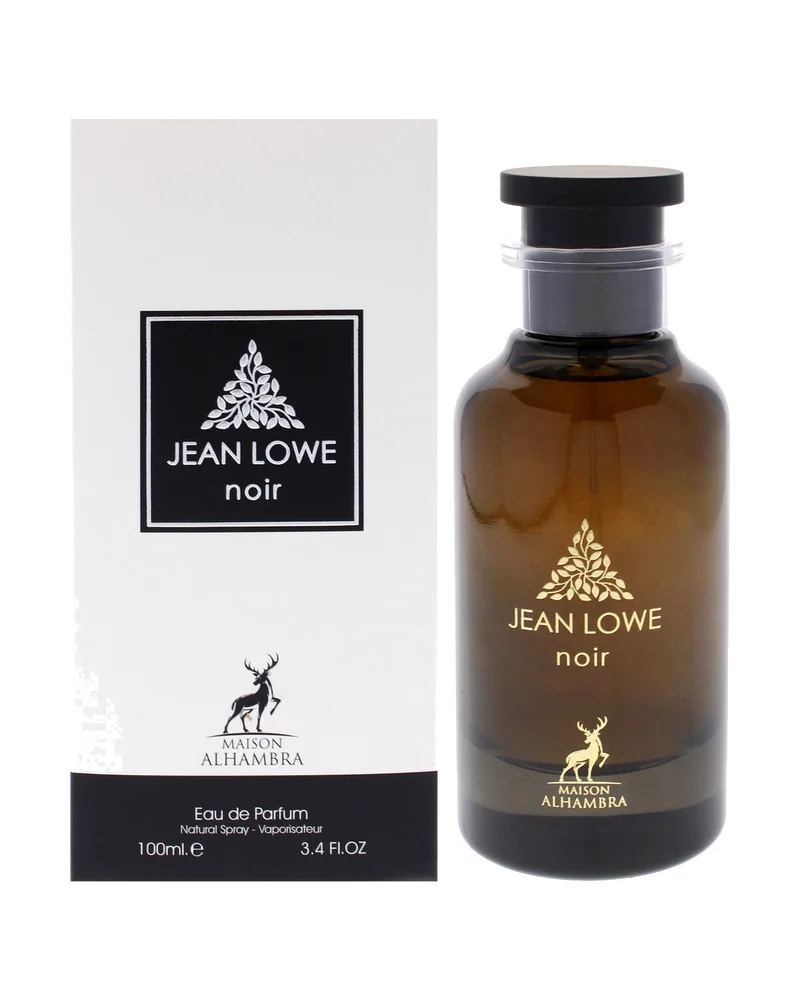 JEAN LOWE
noir
MAISON
ALHAMBRA
Eau de Parfum
Natural Spray - Vaporisateur
100ml.e 3.4 Fl.OZ
JEAN LOWE
noir
MAISON
ALHAMBRA